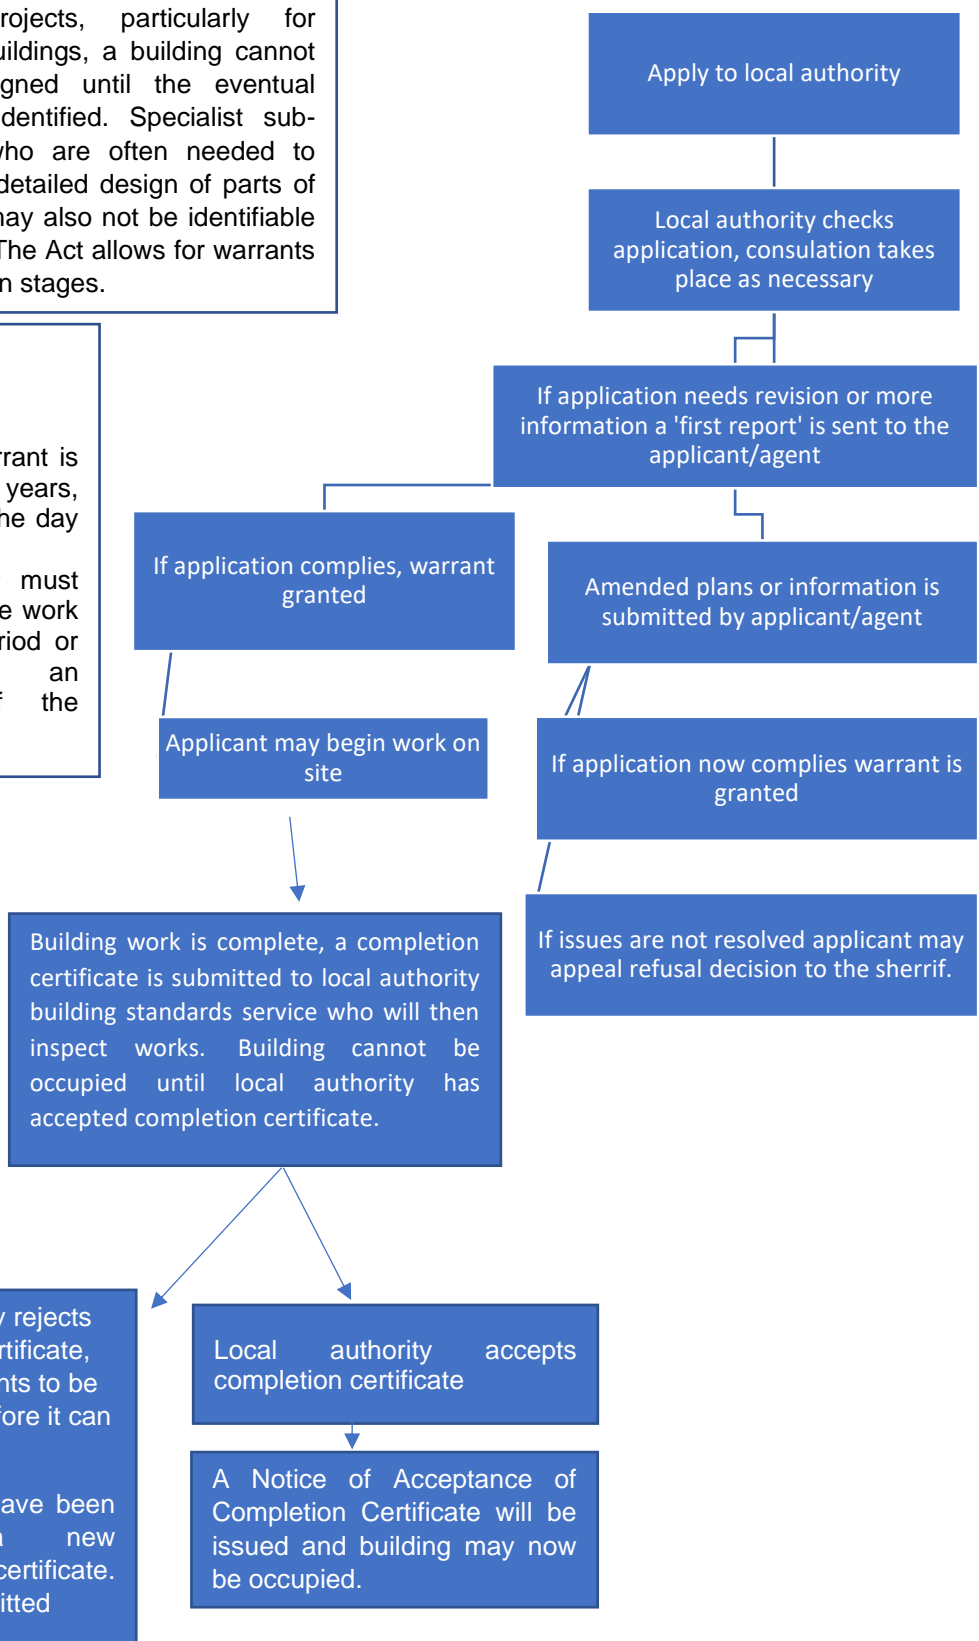 rojects, particularly for
uildings, a building cannot
igned until the eventual
dentified. Specialist sub-
who are often needed to
detailed design of parts of
may also not be identifiable
The Act allows for warrants
n stages.
rrant is
years,
he day
must
e work
riod or
an
f the
Apply to local authority
Local authority checks
application, consulation takes
place as necessary
If application needs revision or more
information a 'first report' is sent to the
applicant/agent
If application complies, warrant
granted
Amended plans or information is
submitted by applicant/agent
Applicant may begin work on
site
If application now complies warrant is
granted
If issues are not resolved applicant may
appeal refusal decision to the sherrif.
Building work is complete, a completion
certificate is submitted to local authority
building standards service who will then
inspect works. Building cannot be
occupied until local authority has
accepted completion certificate.
y rejects
rtificate,
nts to be
fore it can
ave been
a new
certificate.
itted
Local authority accepts
completion certificate
A Notice of Acceptance of
Completion Certificate will be
issued and building may now
be occupied.